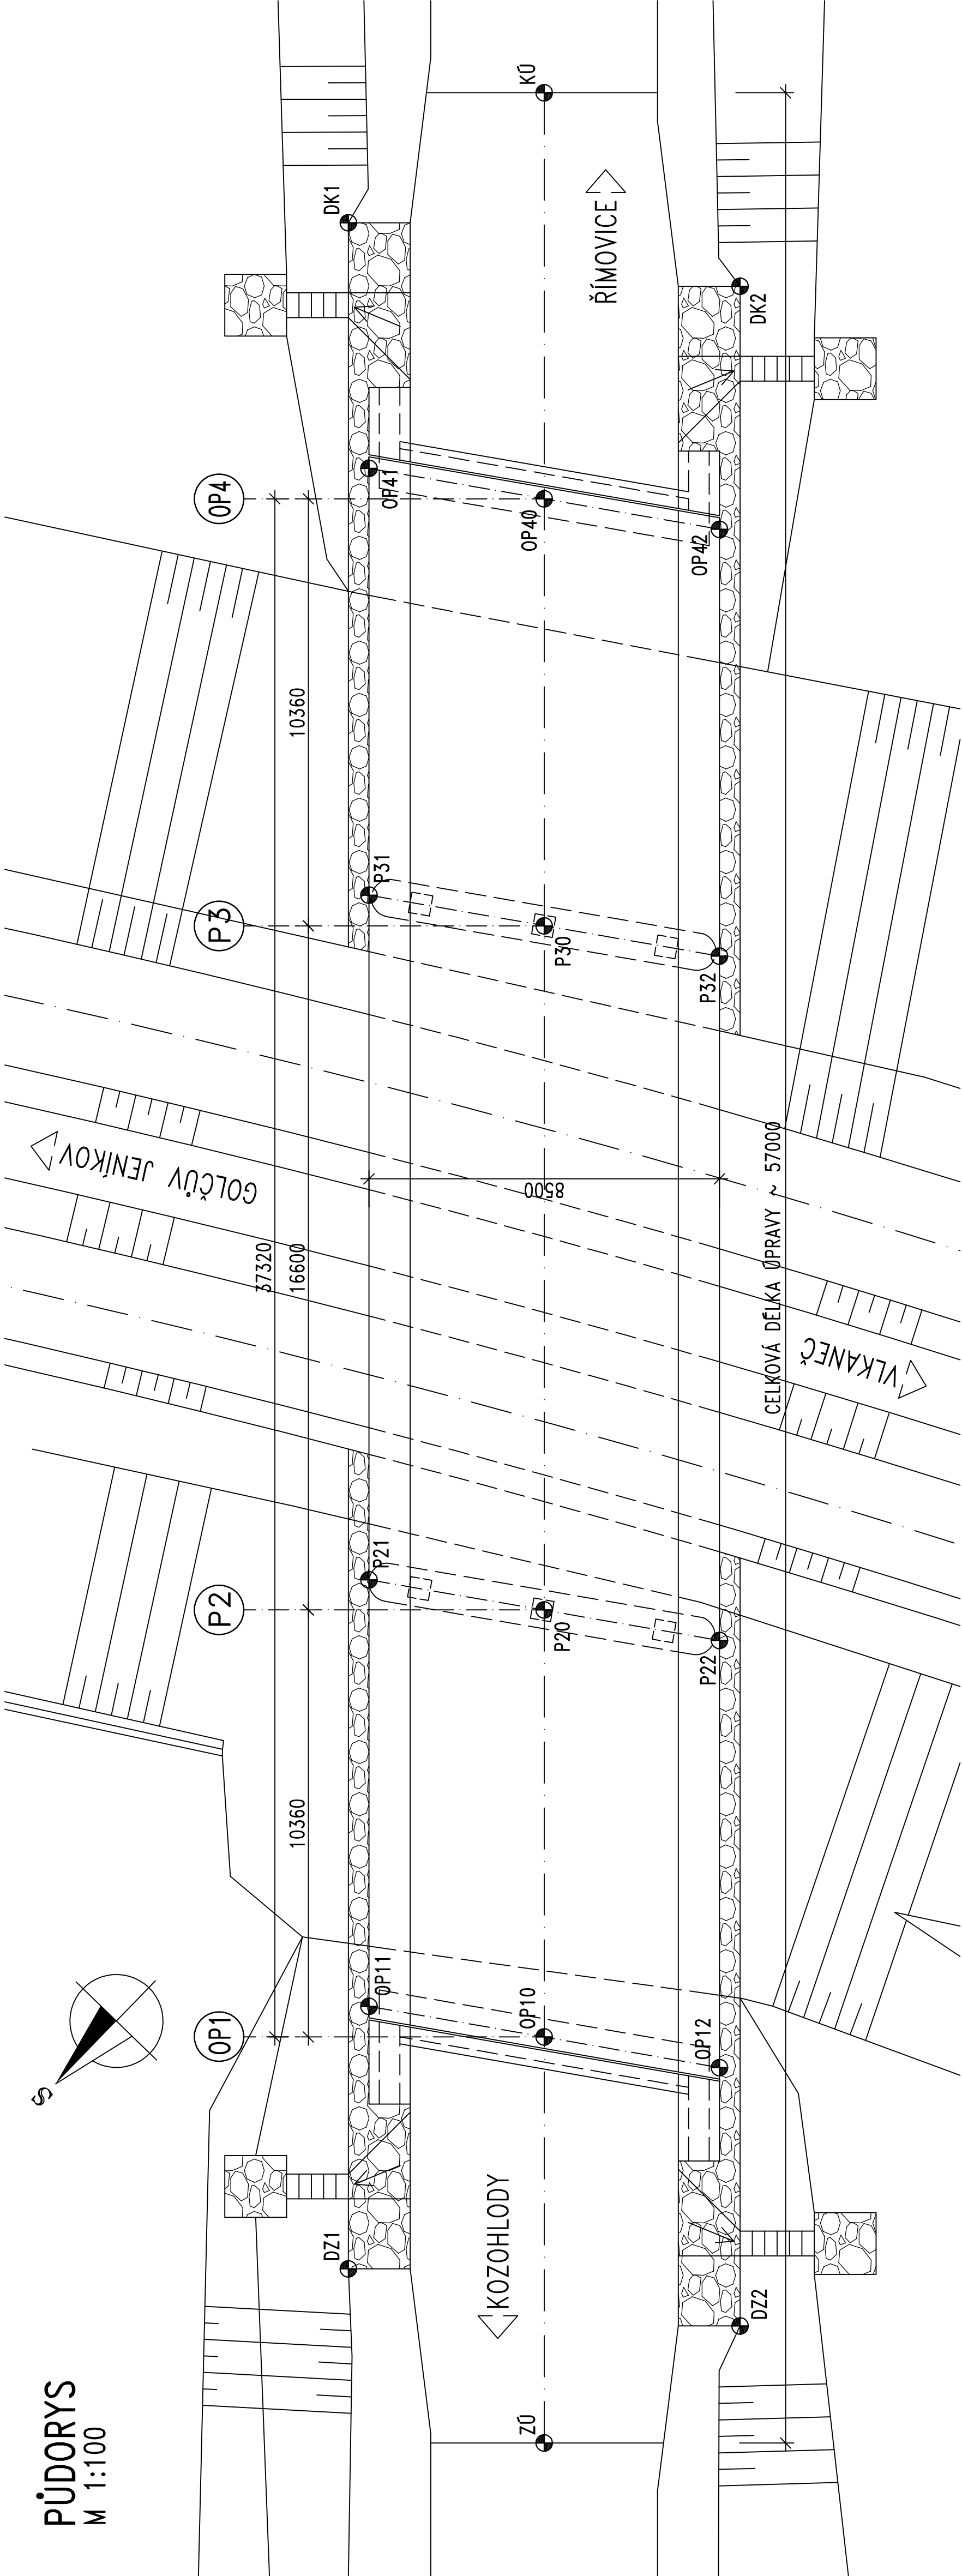 PŮDORYS
M 1:100
S
KÚ
DK1
ŘÍMOVICE
DK2
OP4
OP41
OP40
OP42
10360
P3
P31
P30
P32
GOLČŮV JENÍKOV
8500
37320
16600
CELKOVÁ DÉLKA ÚPRAVY ~ 57000
VLKANEČ
P2
P21
P20
P22
10360
OP1
OP11
OP10
OP12
DZ1
KOZOHLODY
DZ2
ZÚ